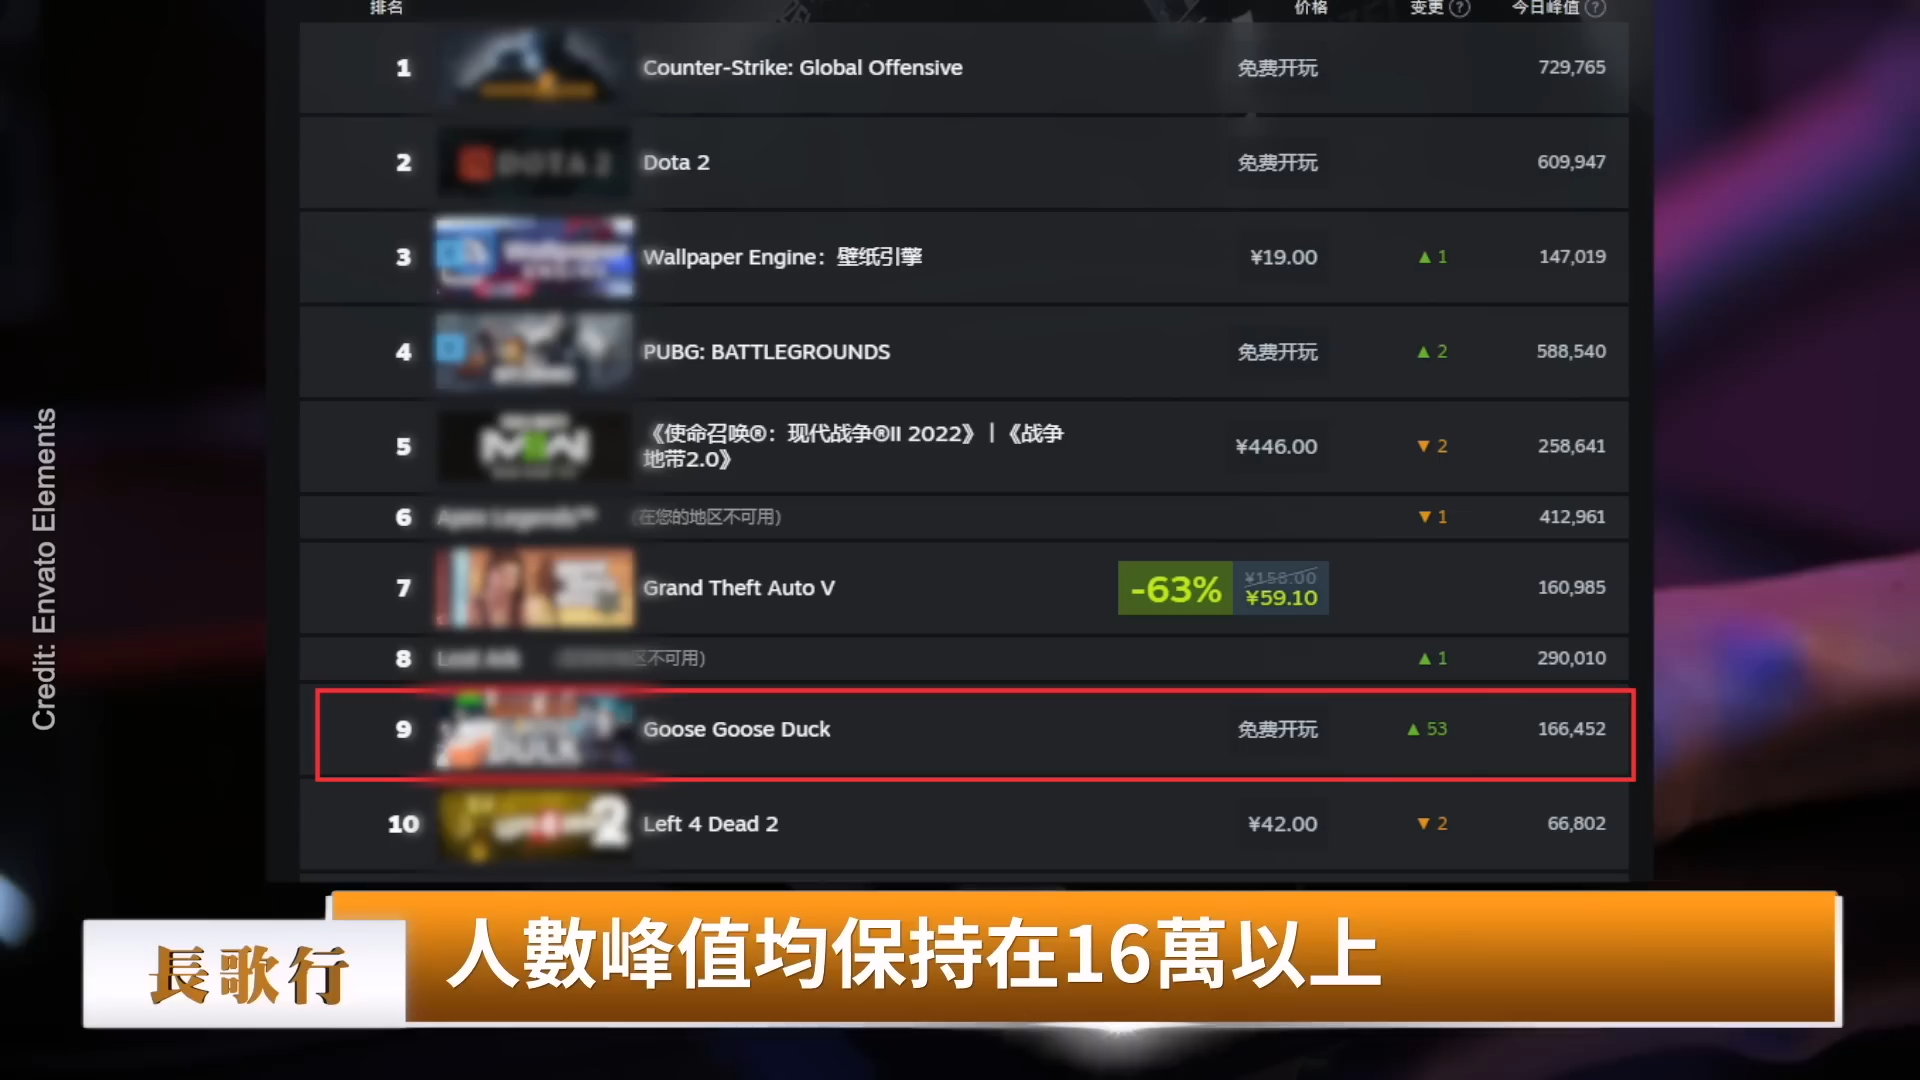 排名 价格 变更 ? 今日峰值 ?
1 Counter-Strike: Global Offensive 免费开玩 729,765
2 DOTA 2 Dota 2 免费开玩 609,947
3 Wallpaper Engine：壁纸引擎 ¥19.00 ▲ 1 147,019
4 PUBG: BATTLEGROUNDS 免费开玩 ▲ 2 588,540
5 《使命召唤®：现代战争®II 2022》 | 《战争
地带2.0》 ¥446.00 ▼ 2 258,641
6 Apex Legends™ (在您的地区不可用) ▼ 1 412,961
7 Grand Theft Auto V -63% ¥158.00 ¥59.10 160,985
8 Lost Ark 区不可用) ▲ 1 290,010
9 Goose Goose Duck 免费开玩 ▲ 53 166,452
10 Left 4 Dead 2 ¥42.00 ▼ 2 66,802
Credit: Envato Elements
長歌行
人數峰值均保持在16萬以上